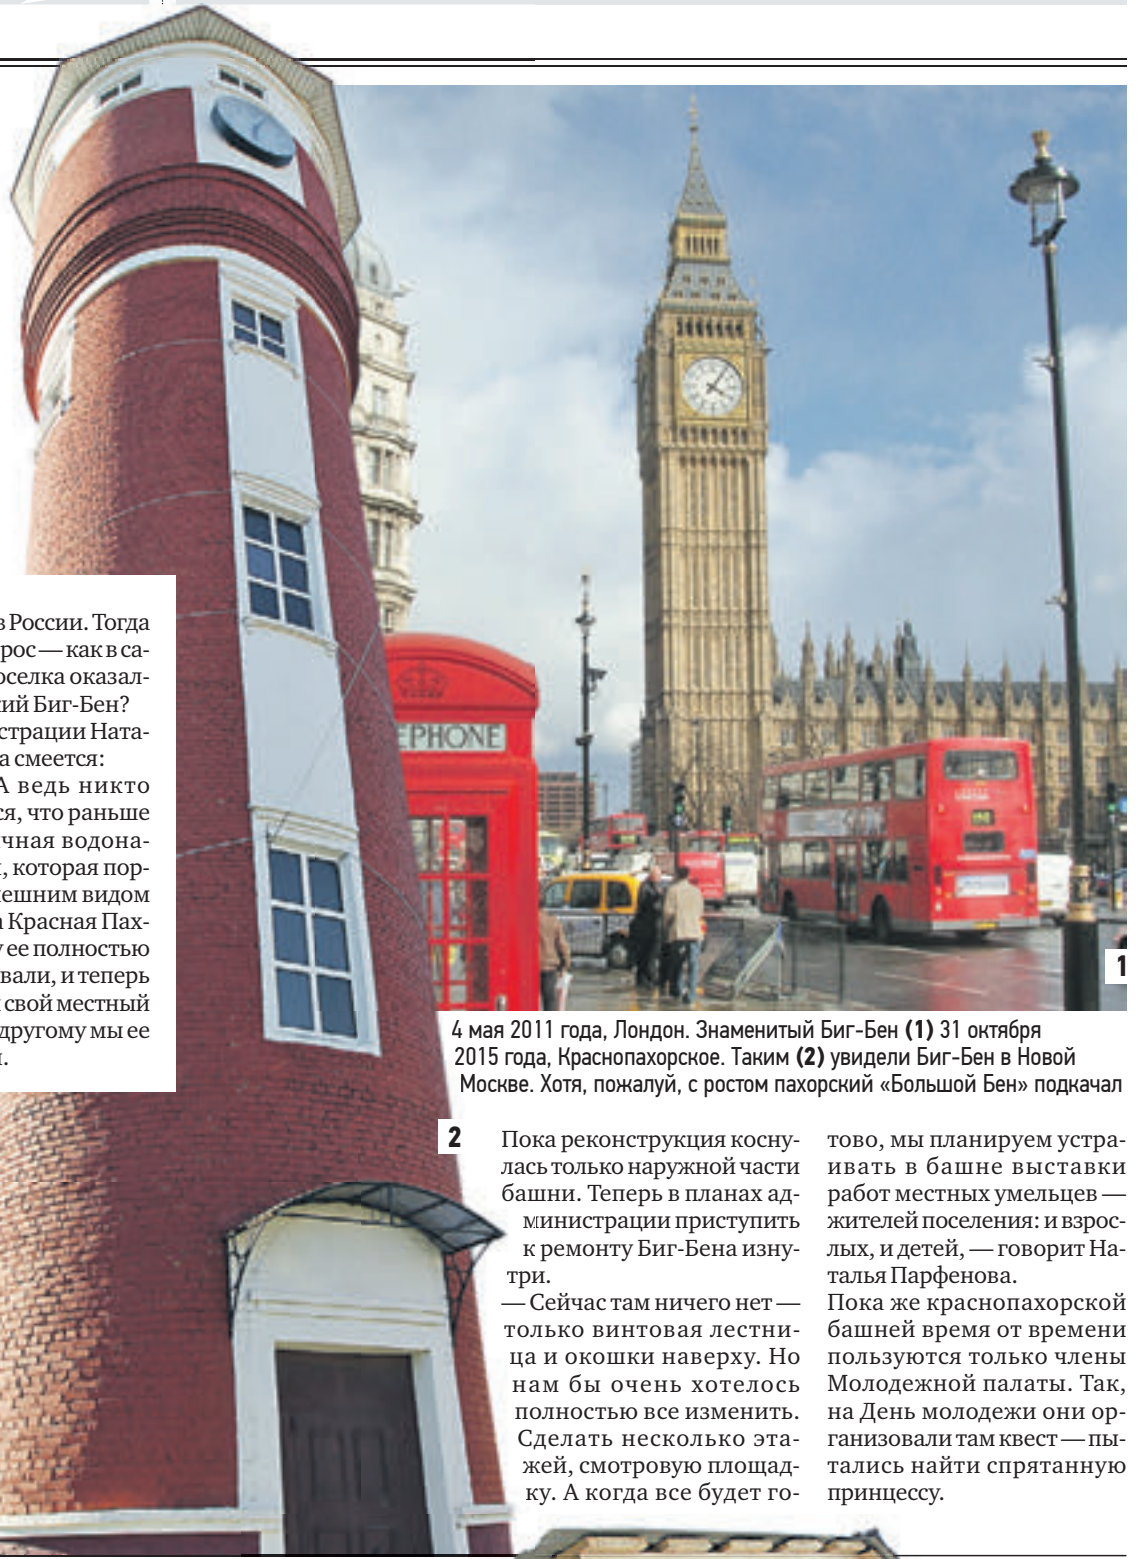 в России. Тогда
рос — как в са-
оселка оказал-
ий Биг-Бен?
страции Ната-
а смеется:
А ведь никто
ся, что раньше
чная водона-
, которая пор-
ешним видом
Красная Пах-
у ее полностью
вали, и теперь
свой местный
другому мы ее
.
EPHONE
1
4 мая 2011 года, Лондон. Знаменитый Биг-Бен (1) 31 октября
2015 года, Краснопахорское. Таким (2) увидели Биг-Бен в Новой
Москве. Хотя, пожалуй, с ростом пахорский «Большой Бен» подкачал
2
Пока реконструкция косну-
лась только наружной части
башни. Теперь в планах ад-
министрации приступить
к ремонту Биг-Бена изну-
три.
— Сейчас там ничего нет —
только винтовая лестни-
ца и окошки наверху. Но
нам бы очень хотелось
полностью все изменить.
Сделать несколько эта-
жей, смотровую площад-
ку. А когда все будет го-
тово, мы планируем устра-
ивать в башне выставки
работ местных умельцев —
жителей поселения: и взрос-
лых, и детей, — говорит На-
талья Парфенова.
Пока же краснопахорской
башней время от времени
пользуются только члены
Молодежной палаты. Так,
на День молодежи они ор-
ганизовали там квест — пы-
тались найти спрятанную
принцессу.